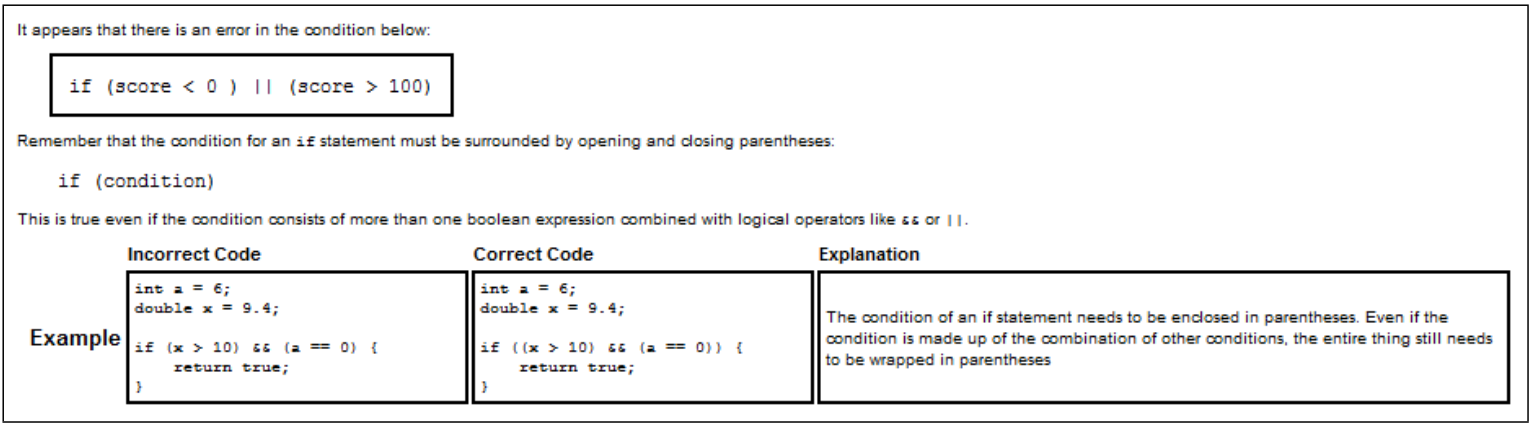 It appears that there is an error in the condition below:
if (score < 0 ) || (score > 100)
Remember that the condition for an if statement must be surrounded by opening and closing parentheses:
if (condition)
This is true even if the condition consists of more than one boolean expression combined with logical operators like && or ||.
Incorrect Code
Correct Code
Explanation
Example
int a = 6;
double x = 9.4;
if (x > 10) && (a == 0) {
return true;
}
int a = 6;
double x = 9.4;
if ((x > 10) && (a == 0)) {
return true;
}
The condition of an if statement needs to be enclosed in parentheses. Even if the
condition is made up of the combination of other conditions, the entire thing still needs
to be wrapped in parentheses